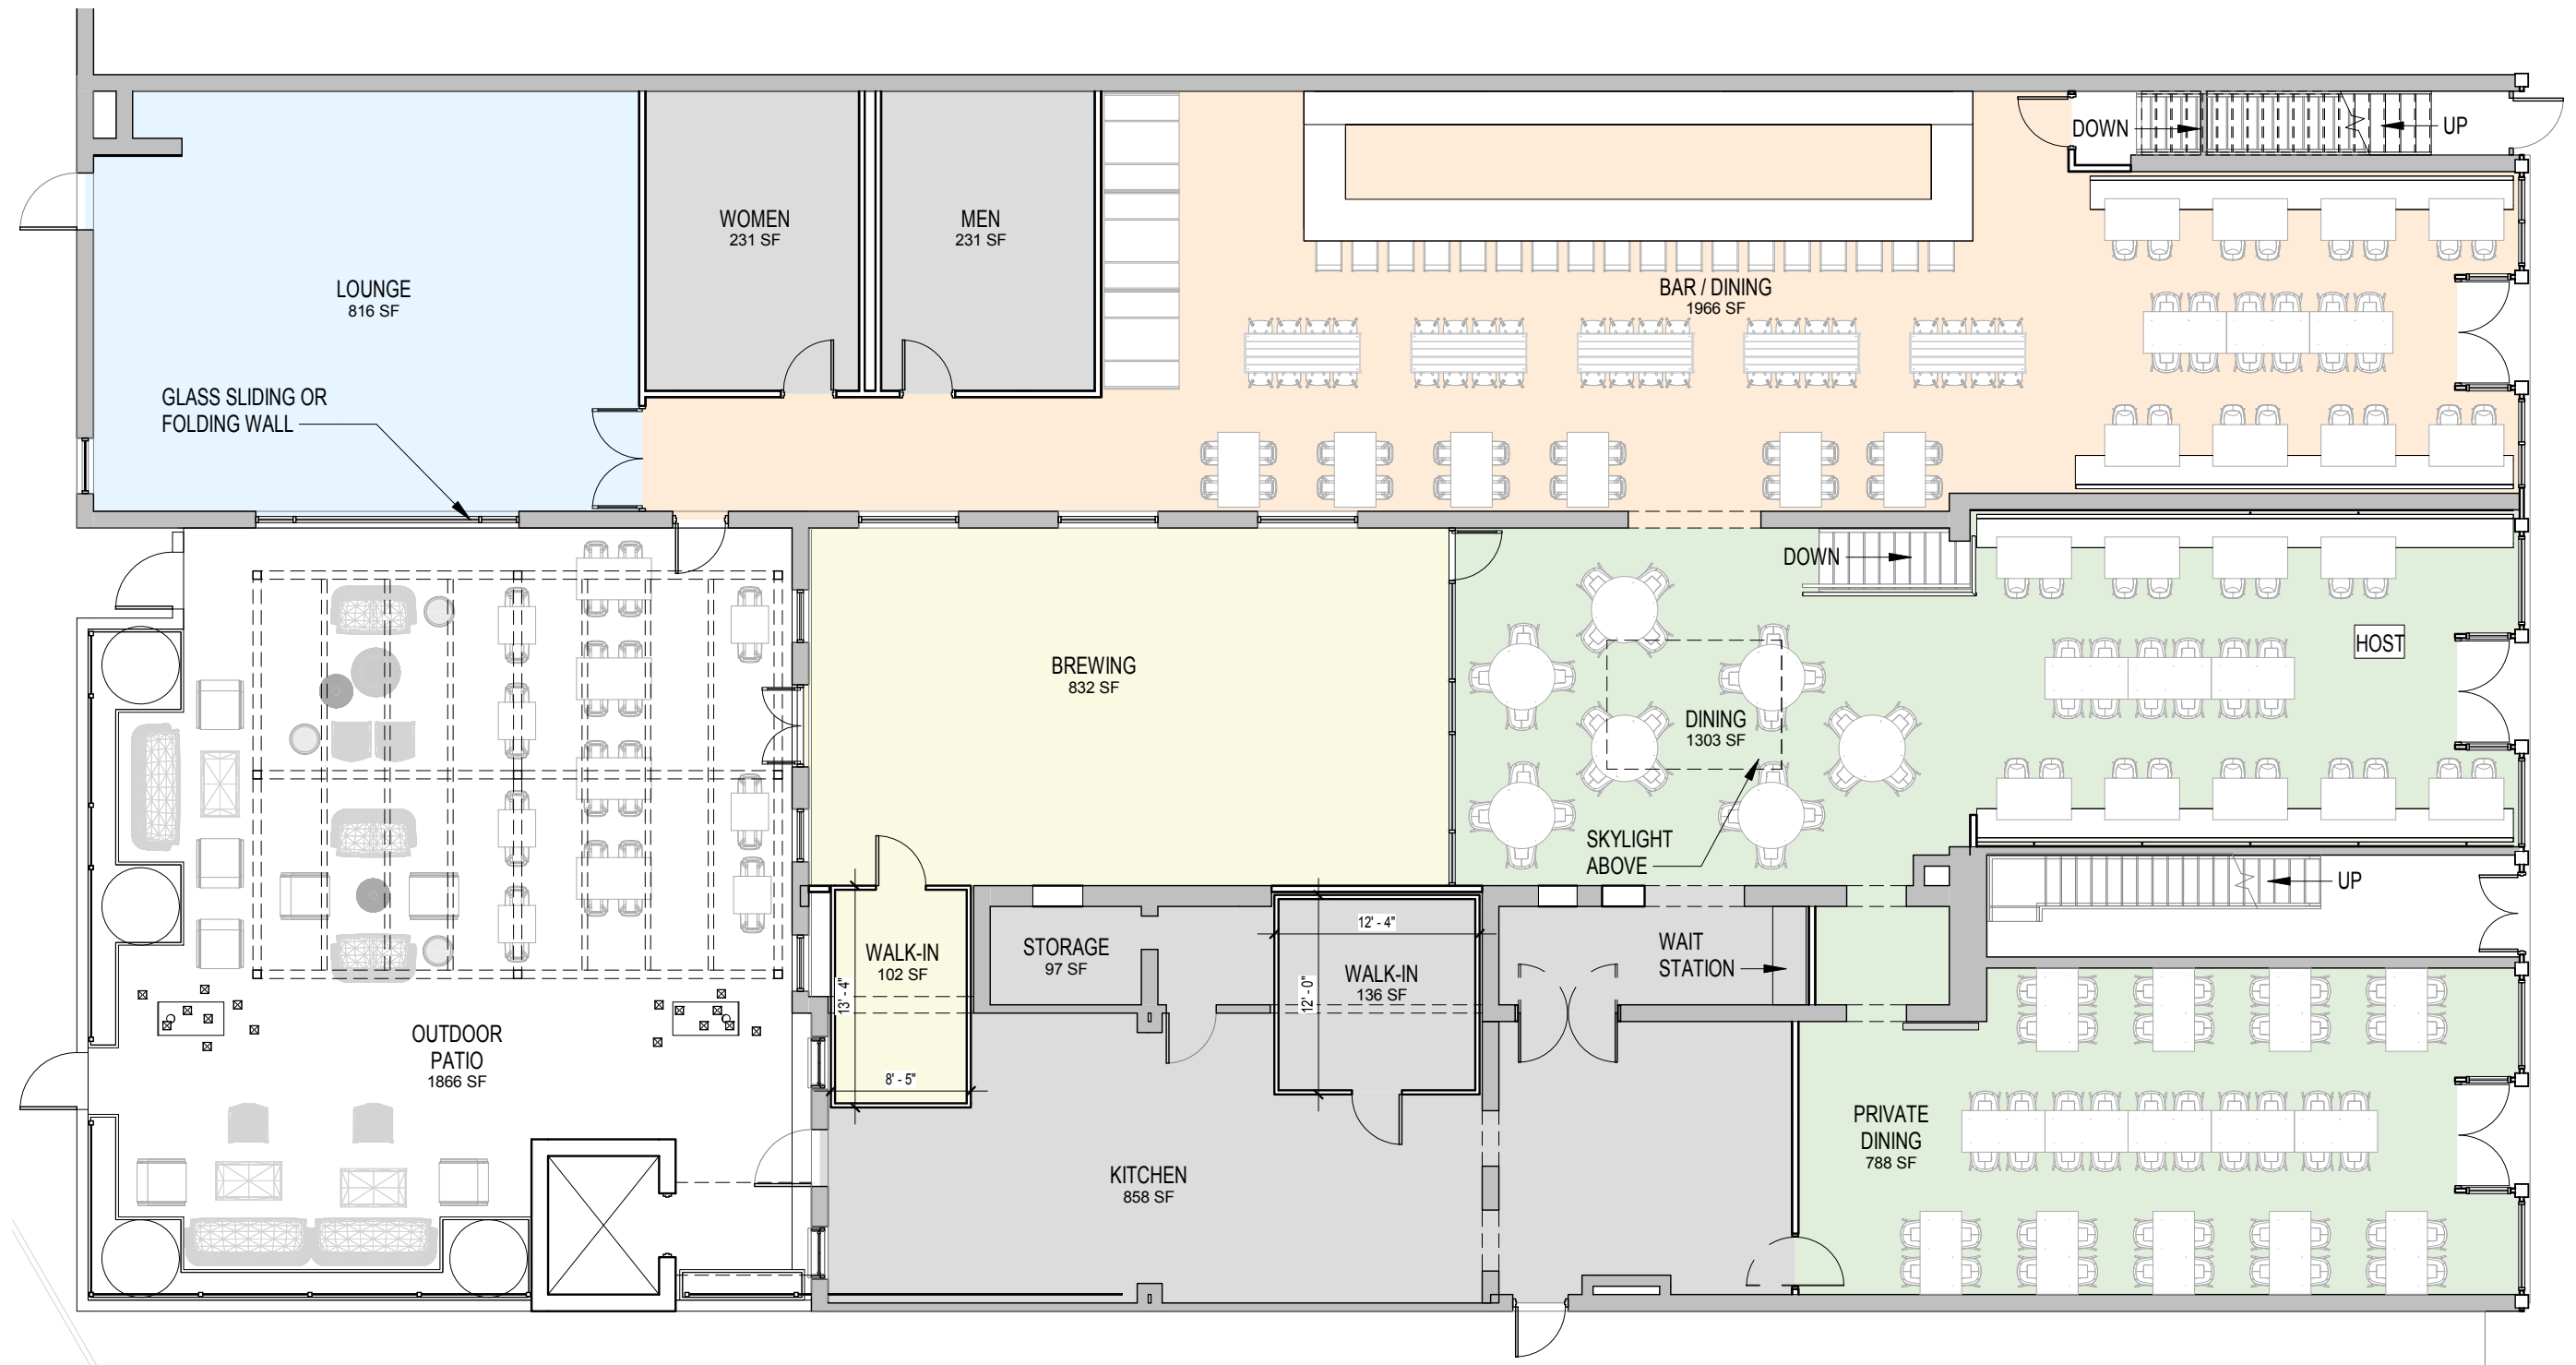 DOWN
UP
WOMEN
231 SF
MEN
231 SF
LOUNGE
816 SF
BAR / DINING
1966 SF
GLASS SLIDING OR
FOLDING WALL
DOWN
HOST
BREWING
832 SF
DINING
1303 SF
SKYLIGHT
ABOVE
UP
WALK-IN
102 SF
13' - 4"
8' - 5"
STORAGE
97 SF
12' - 4"
WALK-IN
136 SF
12' - 0"
WAIT
STATION
OUTDOOR
PATIO
1866 SF
KITCHEN
858 SF
PRIVATE
DINING
788 SF